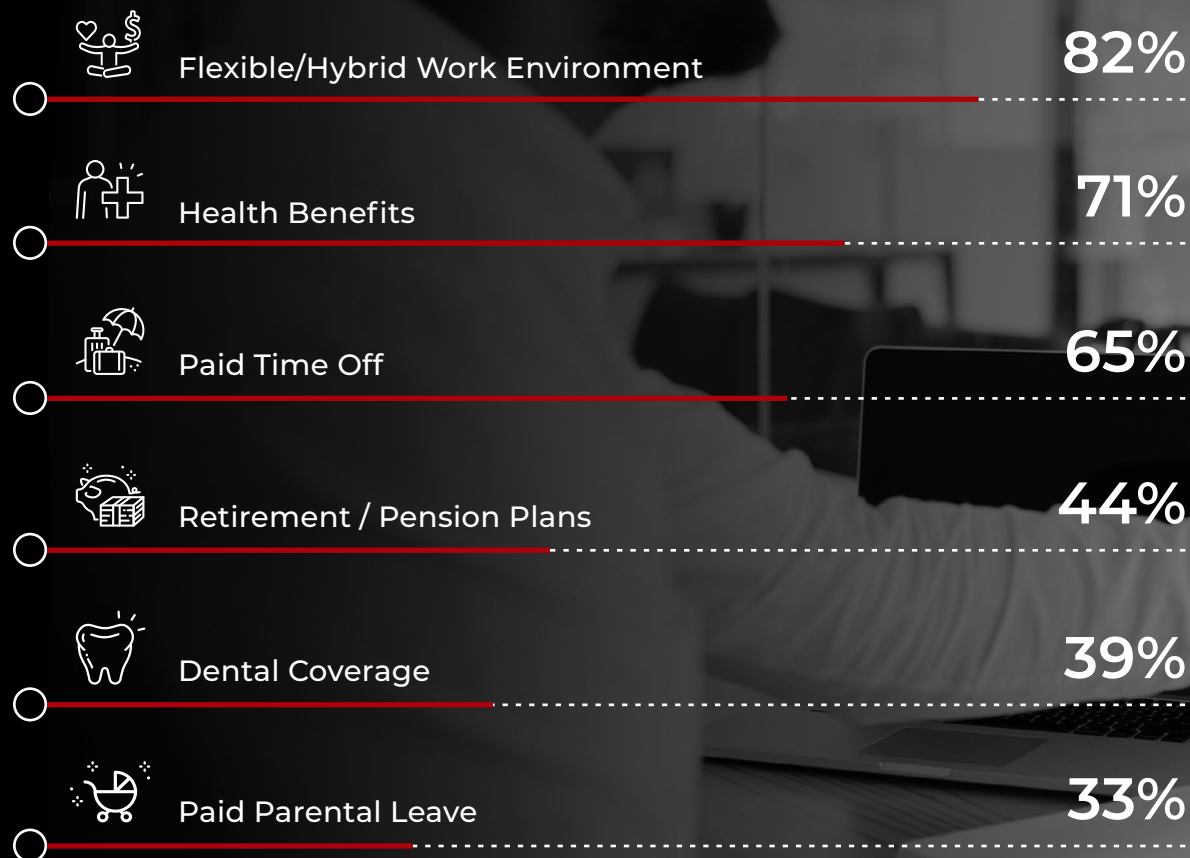 Flexible/Hybrid Work Environment
82%
Health Benefits
71%
Paid Time Off
65%
Retirement / Pension Plans
44%
Dental Coverage
39%
Paid Parental Leave
33%